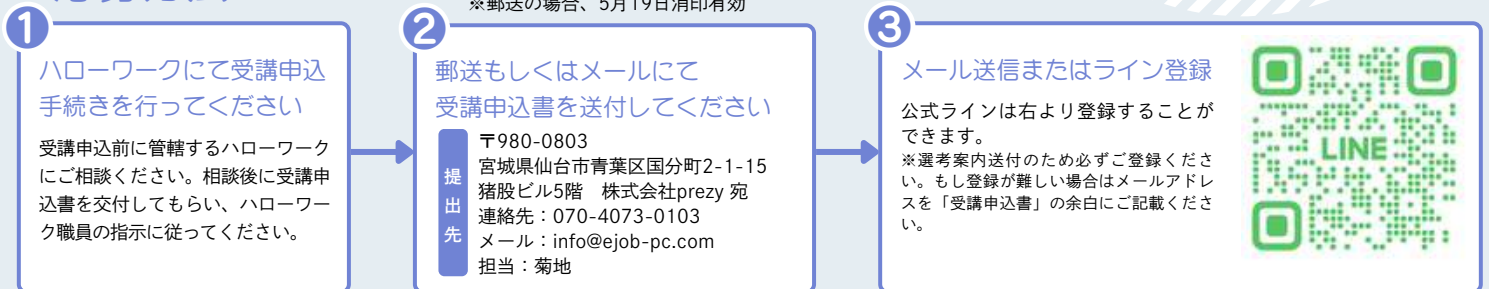 ※郵送の場合、5月19日消印有効
1
ハローワークにて受講申込
手続きを行ってください
受講申込前に管轄するハローワーク
にご相談ください。相談後に受講申
込書を交付してもらい、ハローワー
ク職員の指示に従ってください。
2
郵送もしくはメールにて
受講申込書を送付してください
提出先
〒980-0803
宮城県仙台市青葉区国分町2-1-15
猪股ビル5階　株式会社prezy 宛
連絡先：070-4073-0103
メール：info@ejob-pc.com
担当：菊地
3
メール送信またはライン登録
公式ラインは右より登録することが
できます。
※選考案内送付のため必ずご登録くださ
い。もし登録が難しい場合はメールアドレ
スを「受講申込書」の余白にご記載くださ
い。
LINE